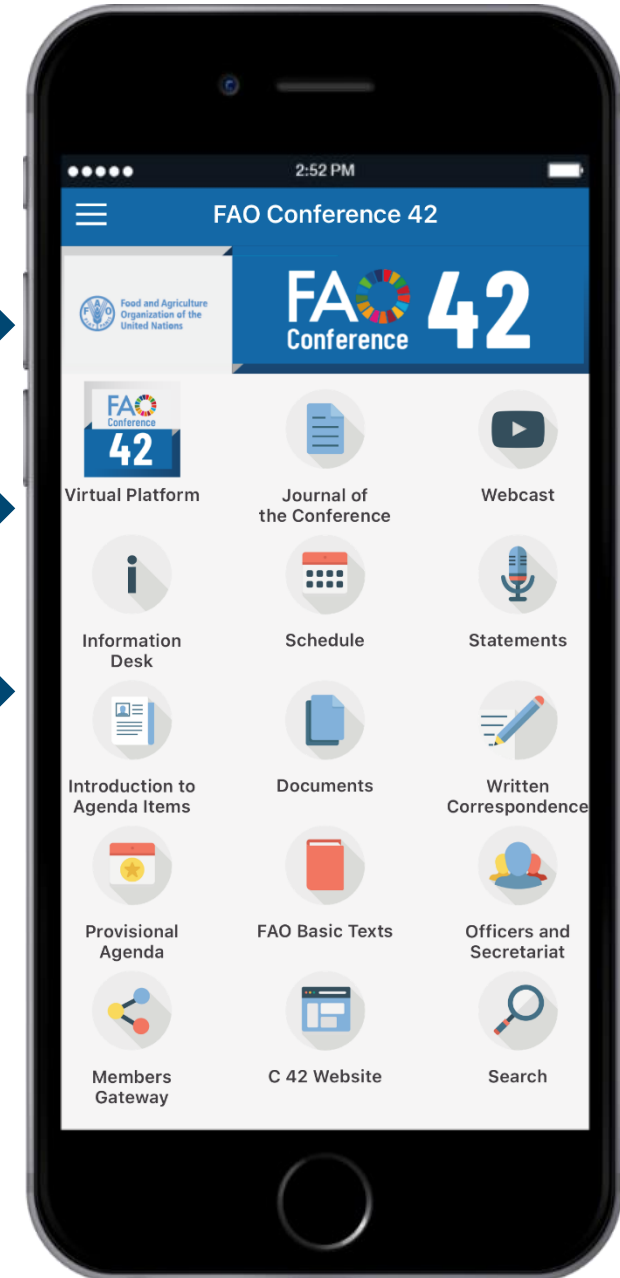 2:52 PM
FAO Conference 42
Food and Agriculture
Organization of the
United Nations
FAO
Conference
42
FAO
Conference
42
Virtual Platform
Journal of
the Conference
Webcast
Information
Desk
Schedule
Statements
Introduction to
Agenda Items
Documents
Written
Correspondence
Provisional
Agenda
FAO Basic Texts
Officers and
Secretariat
Members
Gateway
C 42 Website
Search